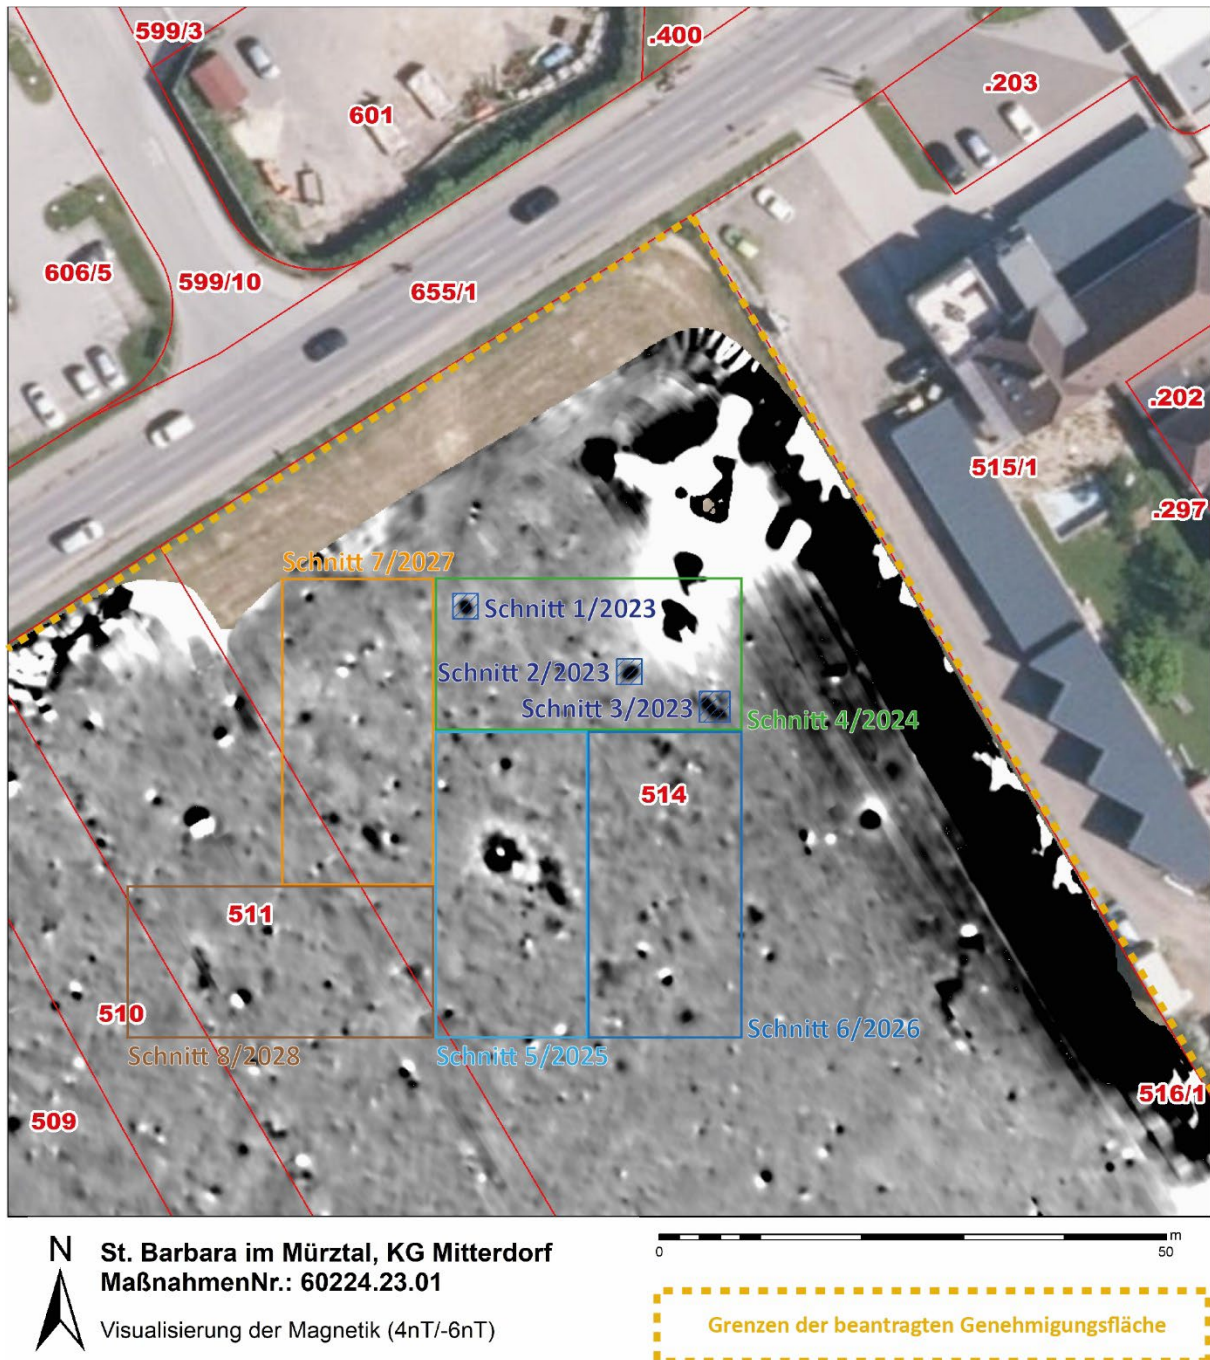 599/3
.400
601
.203
606/5
599/10
655/1
.202
515/1
.297
Schnitt 7/2027
Schnitt 1/2023
Schnitt 2/2023
Schnitt 3/2023
Schnitt 4/2024
514
511
510
Schnitt 8/2028
Schnitt 5/2025
Schnitt 6/2026
516/1
509
N
St. Barbara im Mürztal, KG Mitterdorf
MaßnahmenNr.: 60224.23.01
Visualisierung der Magnetik (4nT/-6nT)
m
0 50
Grenzen der beantragten Genehmigungsfläche